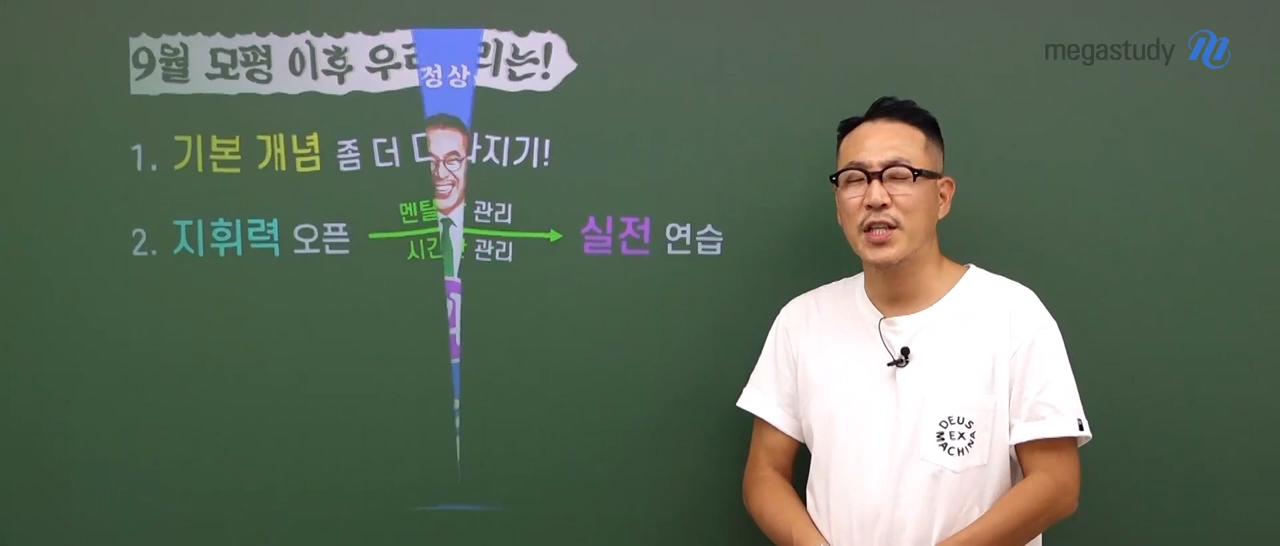 9월 모평 이후 우리는!
정상
megastudy
1. 기본 개념 좀 더 다지기!
2. 지휘력 오픈
멘탈 관리
시간 관리
실전 연습
DEUS
EX
MACHINA